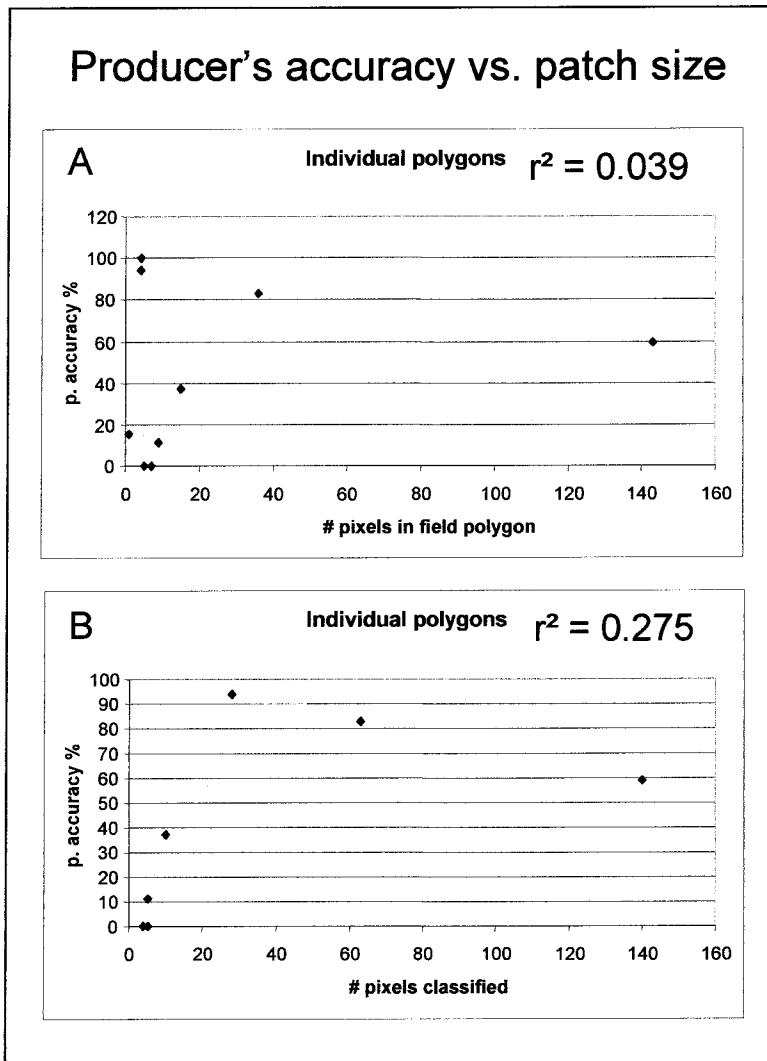 Producer's accuracy vs. patch size
A
Individual polygons
r² = 0.039
p. accuracy %
120
100
80
60
40
20
0
0 20 40 60 80 100 120 140 160
# pixels in field polygon
B
Individual polygons
r² = 0.275
p. accuracy %
100
90
80
70
60
50
40
30
20
10
0
0 20 40 60 80 100 120 140 160
# pixels classified